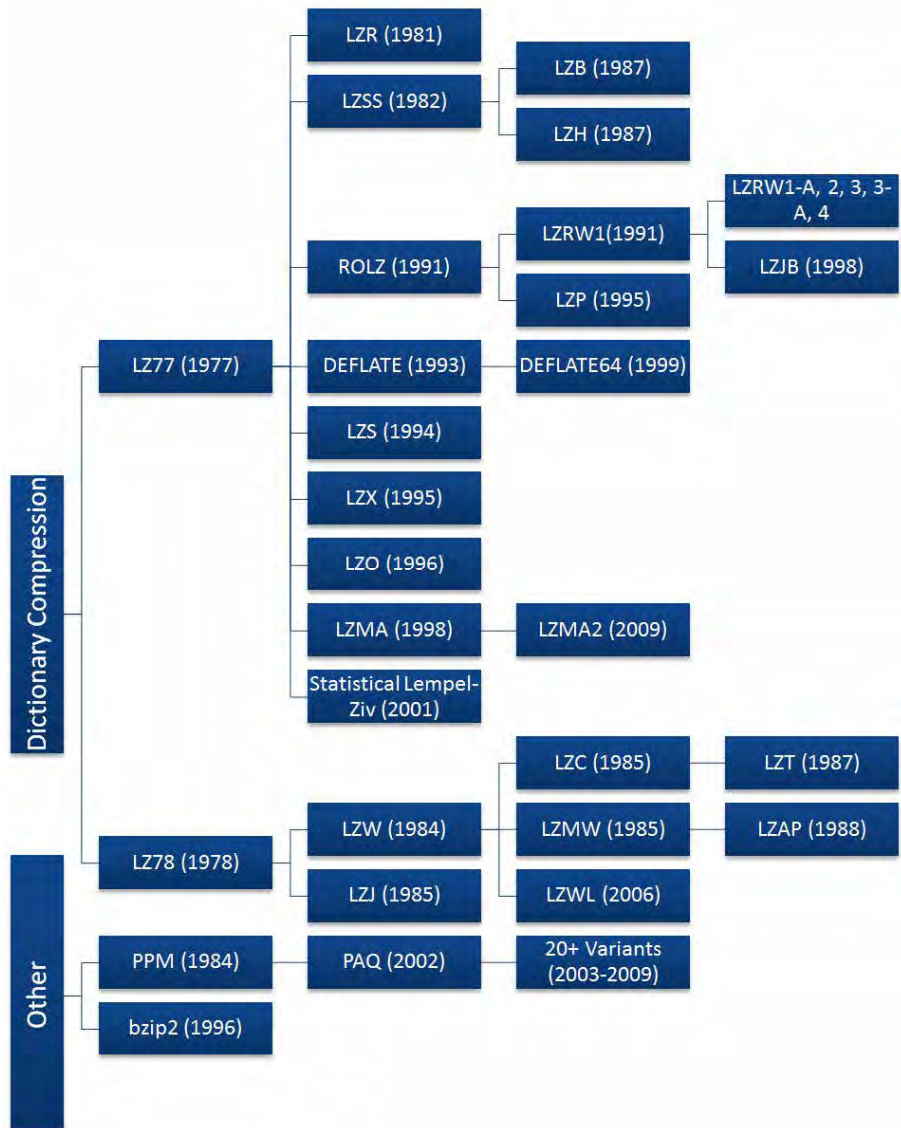 LZR (1981)
LZSS (1982)
LZB (1987)
LZH (1987)
ROLZ (1991)
LZRW1(1991)
LZRW1-A, 2, 3, 3-
A, 4
LZJB (1998)
LZP (1995)
LZ77 (1977)
DEFLATE (1993)
DEFLATE64 (1999)
LZS (1994)
LZX (1995)
LZO (1996)
LZMA (1998)
LZMA2 (2009)
Statistical Lempel-
Ziv (2001)
Dictionary Compression
LZ78 (1978)
LZW (1984)
LZC (1985)
LZT (1987)
LZMW (1985)
LZAP (1988)
LZJ (1985)
LZWL (2006)
Other
PPM (1984)
PAQ (2002)
20+ Variants
(2003-2009)
bzip2 (1996)